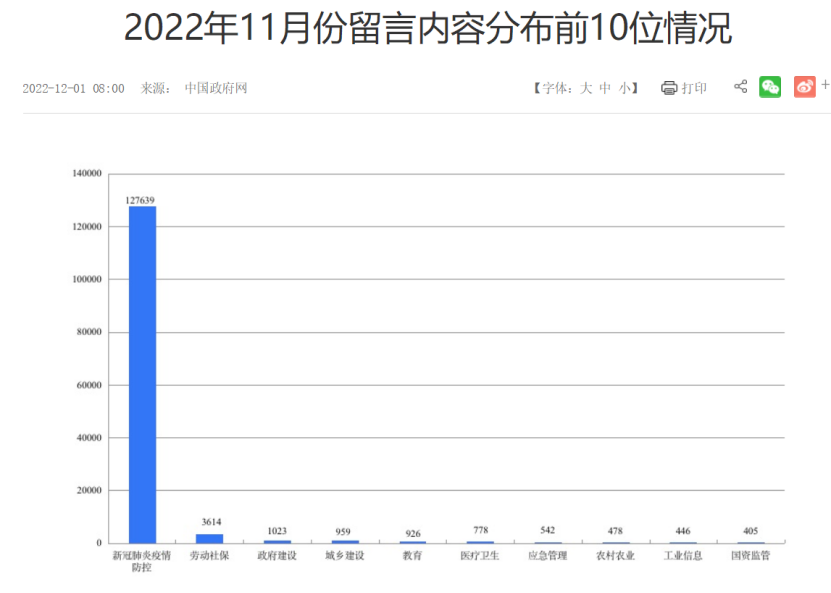 2022年11月份留言内容分布前10位情况
2022-12-01 08:00 来源： 中国政府网 【字体：大 中 小】 打印 +
140000
127639
120000
100000
80000
60000
40000
20000
3614 1023 959 926 778 542 478 446 405
0
新冠肺炎疫情 劳动社保 政府建设 城乡建设 教育 医疗卫生 应急管理 农村农业 工业信息 国资监管
防控